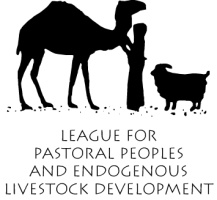 LEAGUE FOR
PASTORAL PEOPLES
AND ENDOGENOUS
LIVESTOCK DEVELOPMENT